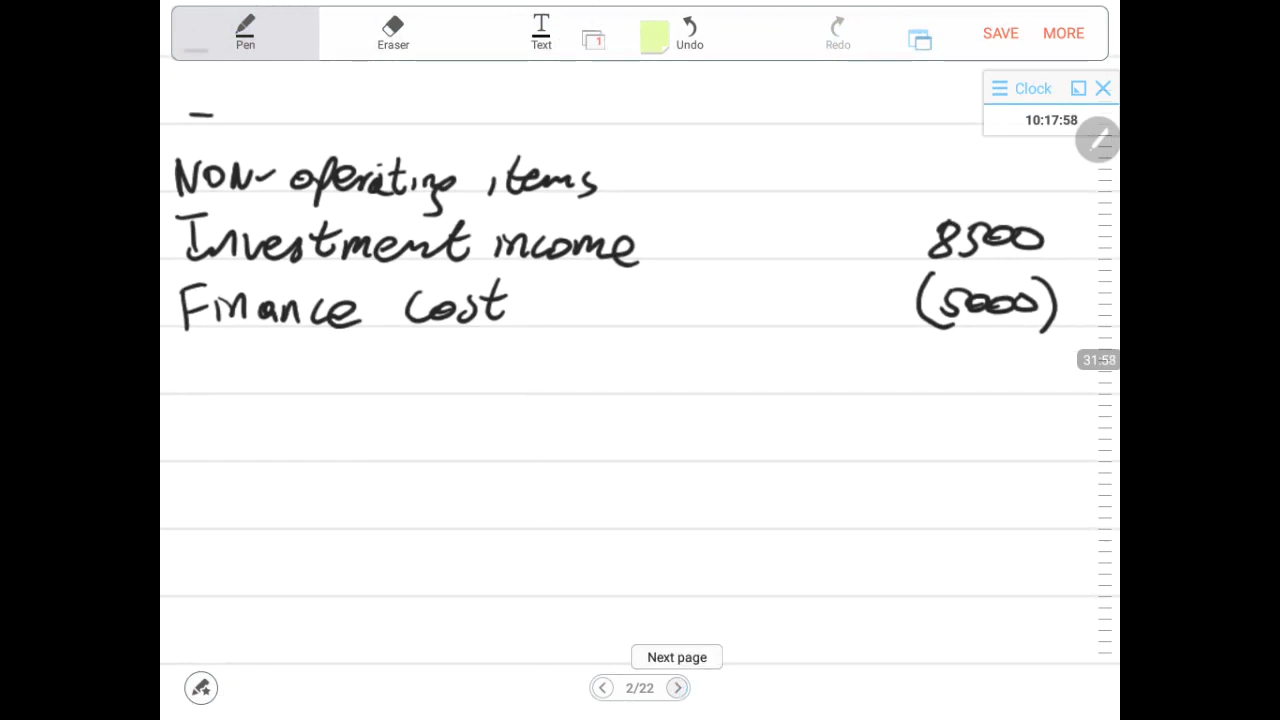 Pen
Eraser
Text
1
Undo
Redo
SAVE
MORE
Clock
10:17:58
NON- operating items
Investment income 8500
Finance cost (5000)
31:58
Next page
2/22